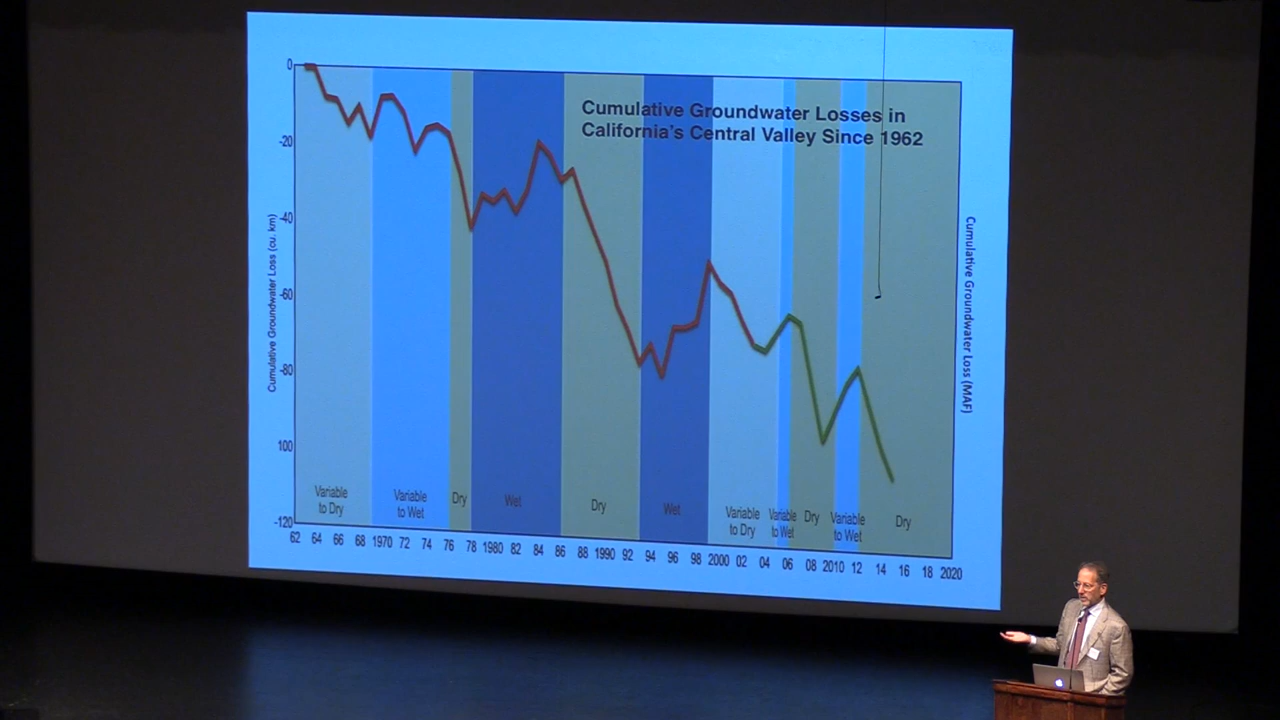 Cumulative Groundwater Losses in
California's Central Valley Since 1962
Cumulative Groundwater Loss (cu. km)
0
-20
-40
-60
-80
100
-120
Variable
to Dry
Variable
to Wet
Dry
Wet
Dry
Wet
Variable
to Dry
Variable
to Wet
Dry
Variable
to Wet
Dry
62 64 66 68 1970 72 74 76 78 1980 82 84 86 88 1990 92 94 96 98 2000 02 04 06 08 2010 12 14 16 18 2020
Cumulative Groundwater Loss (MAF)